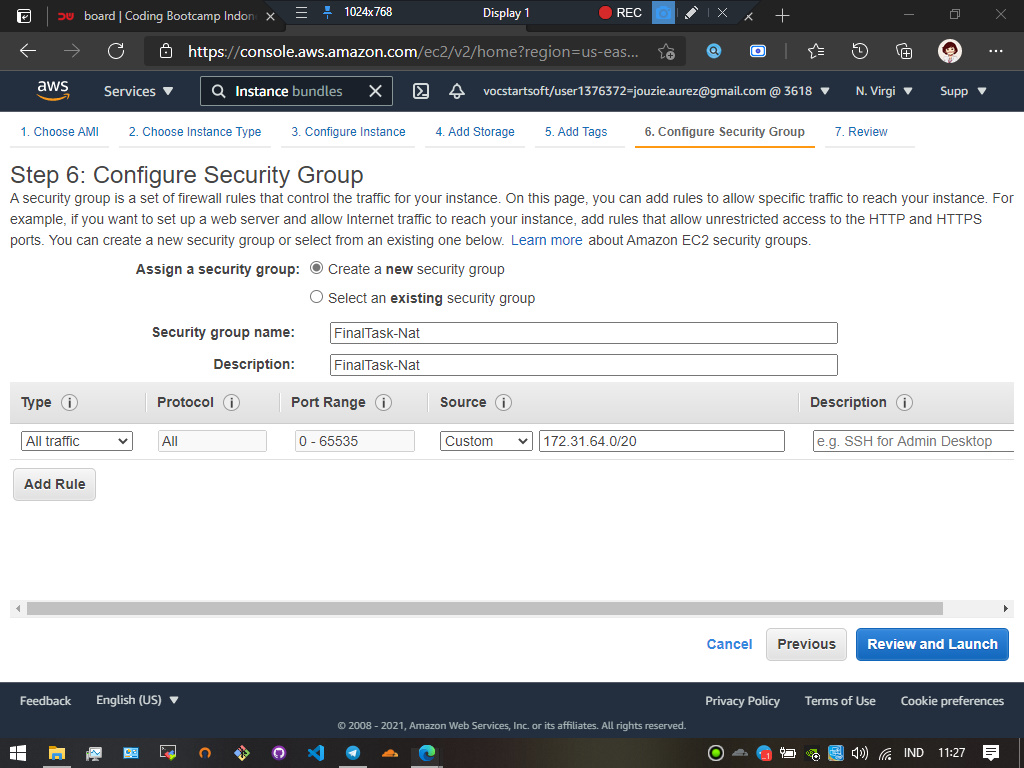 board | Coding Bootcamp Indon
1024x768
Display 1
REC
https://console.aws.amazon.com/ec2/v2/home?region=us-eas...
aws
Services
Instance bundles
vocstartsoft/user1376372=jouzie.aurez@gmail.com @ 3618
N. Virgi
Supp
1. Choose AMI
2. Choose Instance Type
3. Configure Instance
4. Add Storage
5. Add Tags
6. Configure Security Group
7. Review
Step 6: Configure Security Group
A security group is a set of firewall rules that control the traffic for your instance. On this page, you can add rules to allow specific traffic to reach your instance. For
example, if you want to set up a web server and allow Internet traffic to reach your instance, add rules that allow unrestricted access to the HTTP and HTTPS
ports. You can create a new security group or select from an existing one below. Learn more about Amazon EC2 security groups.
Assign a security group: Create a new security group
Select an existing security group
Security group name: FinalTask-Nat
Description: FinalTask-Nat
Type Protocol Port Range Source Description
All traffic All 0 - 65535 Custom 172.31.64.0/20 e.g. SSH for Admin Desktop
Add Rule
Cancel Previous Review and Launch
Feedback English (US) Privacy Policy Terms of Use Cookie preferences
© 2008 - 2021, Amazon Web Services, Inc. or its affiliates. All rights reserved.
IND 11:27